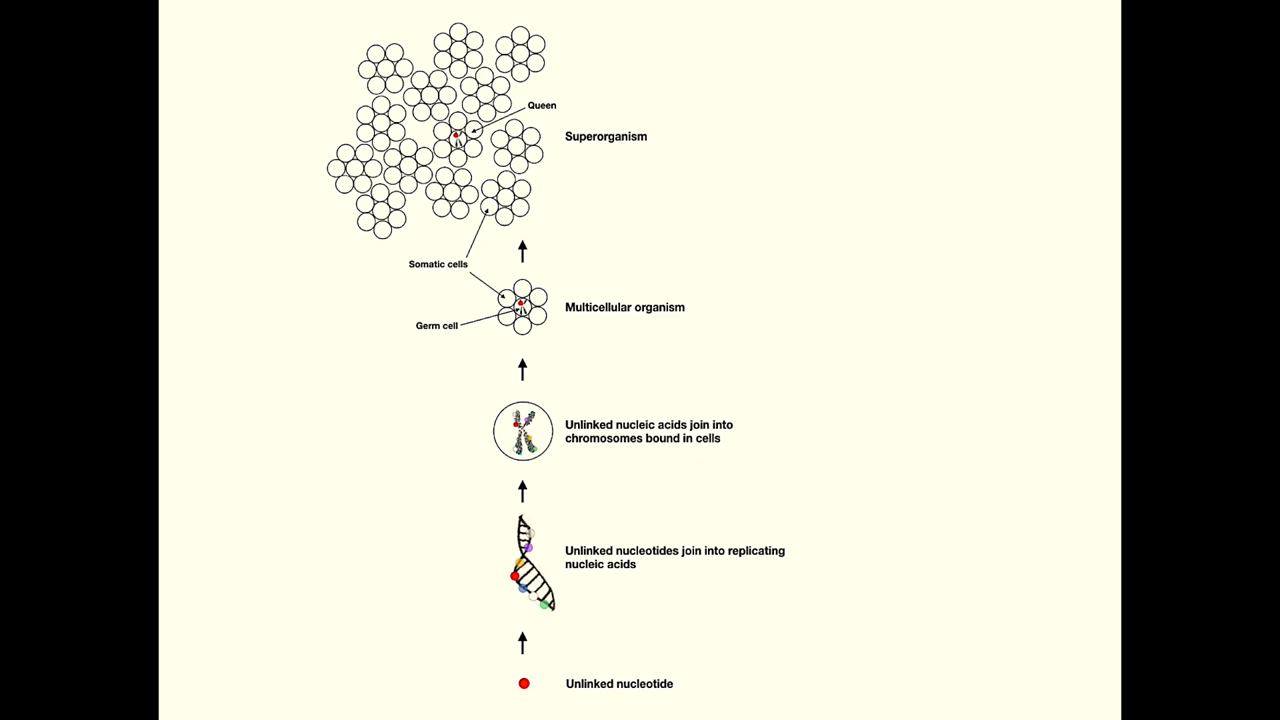 Queen
Superorganism
Somatic cells
Multicellular organism
Germ cell
Unlinked nucleic acids join into
chromosomes bound in cells
Unlinked nucleotides join into replicating
nucleic acids
Unlinked nucleotide